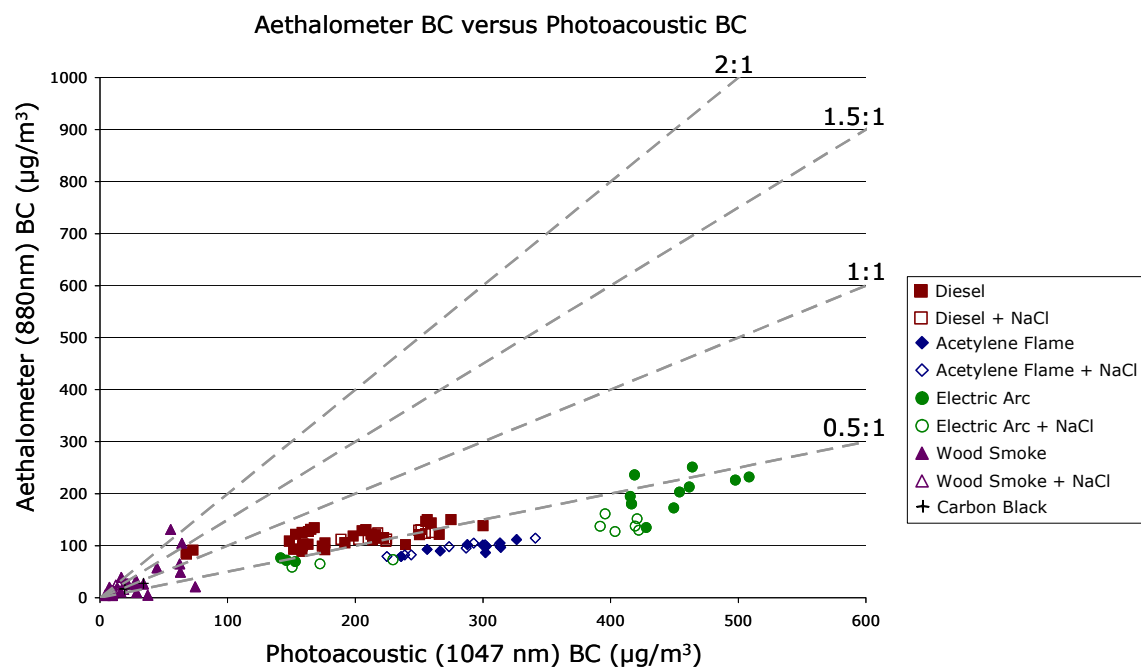 Aethalometer BC versus Photoacoustic BC
Aethalometer (880nm) BC (µg/m³)
1000
900
800
700
600
500
400
300
200
100
0
2:1
1.5:1
1:1
0.5:1
0 100 200 300 400 500 600
Photoacoustic (1047 nm) BC (µg/m³)
Diesel
Diesel + NaCl
Acetylene Flame
Acetylene Flame + NaCl
Electric Arc
Electric Arc + NaCl
Wood Smoke
Wood Smoke + NaCl
Carbon Black